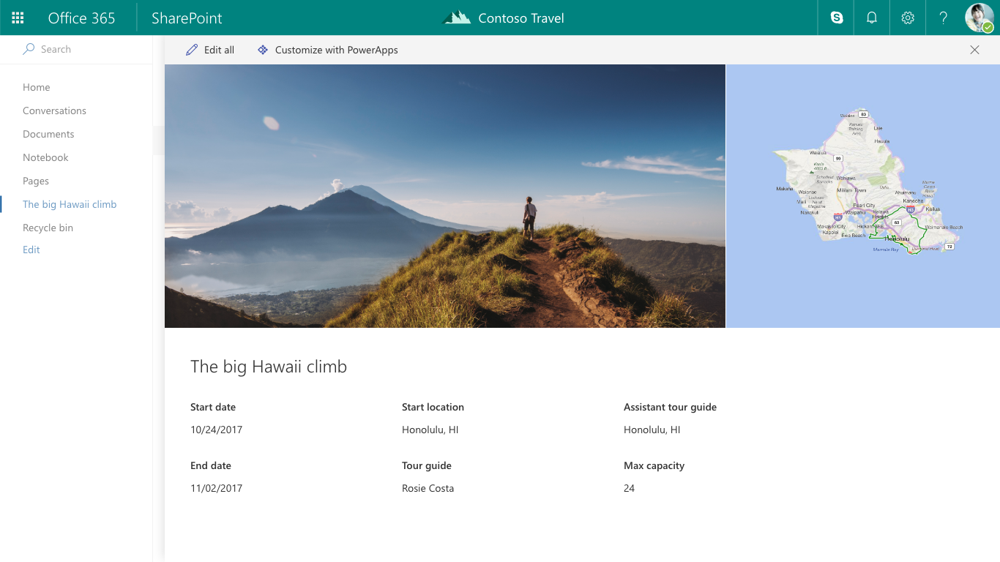 Office 365
SharePoint
Contoso Travel
?
Search
Edit all
Customize with PowerApps
Home
Conversations
Documents
Notebook
Pages
The big Hawaii climb
Recycle bin
Edit
83
Laie
Hauula
Waialua
99
Wahiawa
Makaha
Waianae
Mililani Town
Maili
Nanakuli
Pearl City
Waipahu
Ahuimanu
Kaneohe
Kailua
H3
H1
63
Makakilo City
Kapolei
Ewa Beach
Waimanalo Beach
Honolulu
Mamala Bay
Diamond Head
72
The big Hawaii climb
Start date
Start location
Assistant tour guide
10/24/2017
Honolulu, HI
Honolulu, HI
End date
Tour guide
Max capacity
11/02/2017
Rosie Costa
24